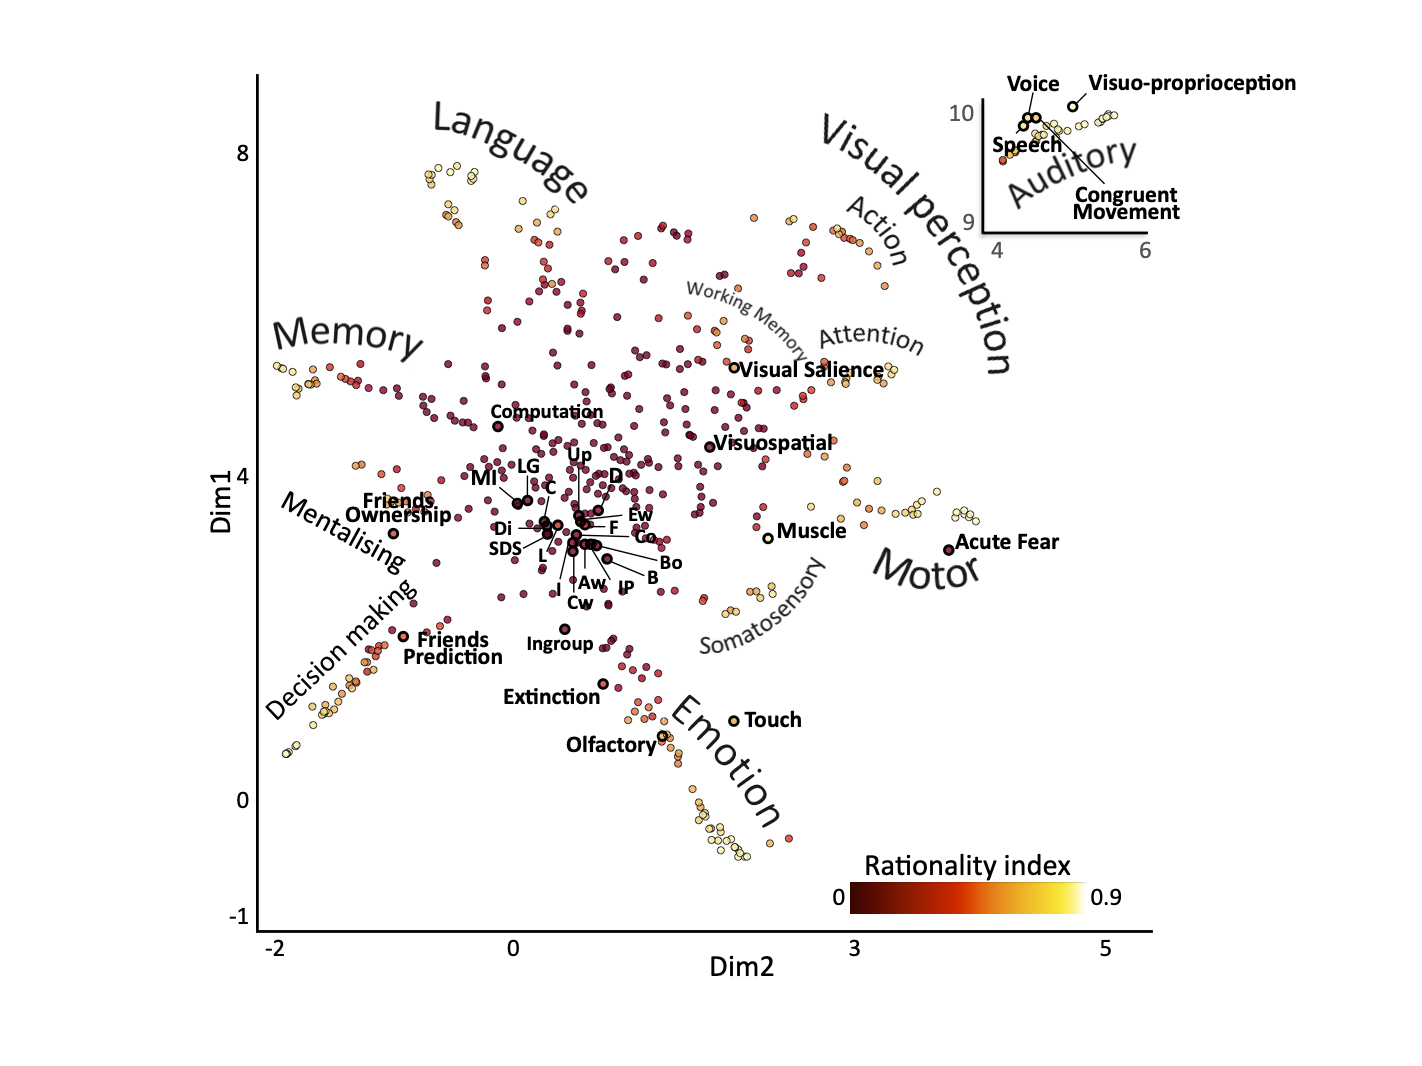 Voice
Visuo-proprioception
10
Speech
Auditory
Congruent
Movement
9
4
6
Language
Visual perception
Action
8
Working Memory
Attention
Memory
Visual Salience
Computation
Visuospatial
Up
LG
D
MI
C
4
Dim1
Friends
Ownership
Mentalising
Di
Ew
F
Co
SDS
L
Muscle
Acute Fear
Motor
Bo
B
I
Aw
IP
Cw
Somatosensory
Decision making
Ingroup
Friends
Prediction
Extinction
Emotion
Touch
Olfactory
0
Rationality index
0
0.9
-1
-2
0
3
5
Dim2